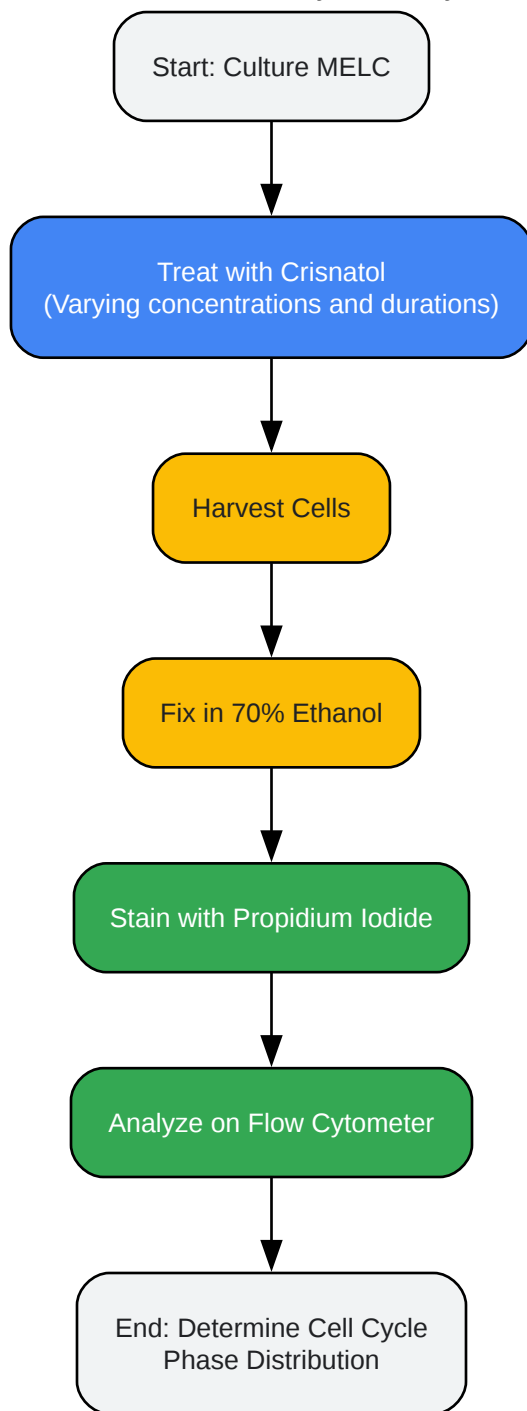 Start: Culture MELC
Treat with Crisnatol
(Varying concentrations and durations)
Harvest Cells
Fix in 70% Ethanol
Stain with Propidium Iodide
Analyze on Flow Cytometer
End: Determine Cell Cycle
Phase Distribution